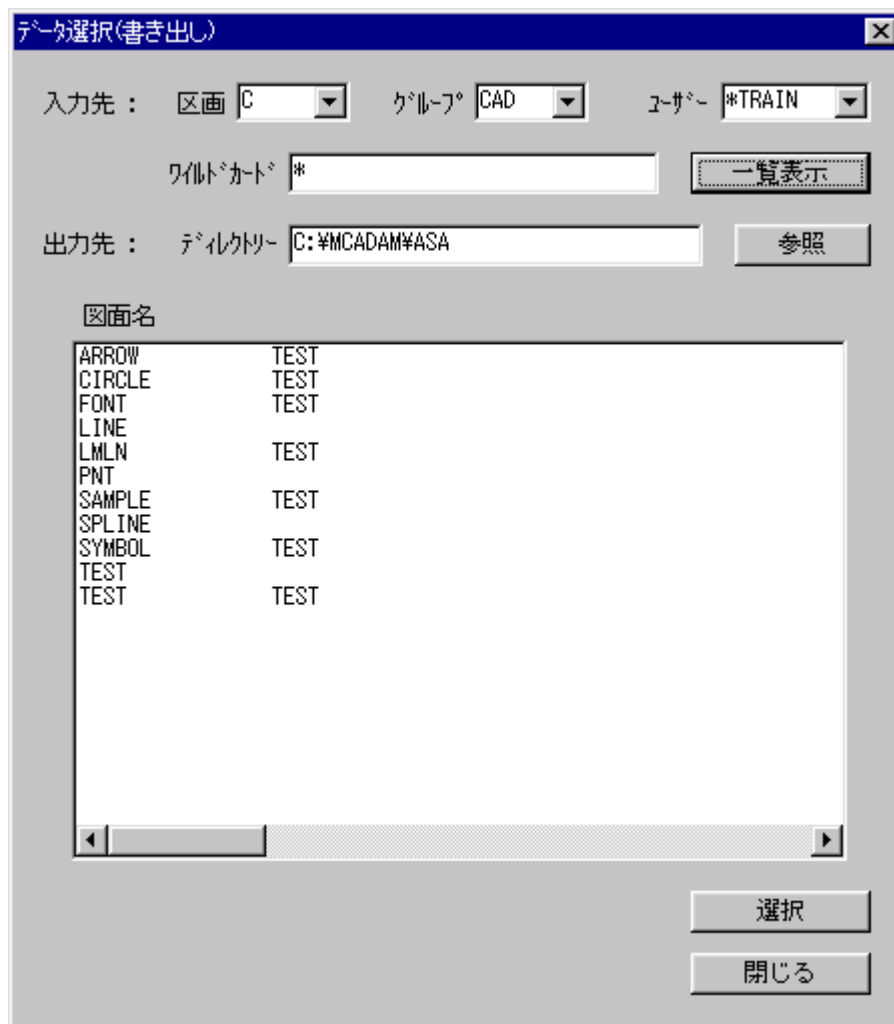 ﾃﾞｰﾀ選択(書き出し)
入力先： 区画 C ｸﾞﾙｰﾌﾟ CAD ﾕｰｻﾞｰ *TRAIN
ﾜｲﾙﾄﾞｶｰﾄﾞ * 一覧表示
出力先： ﾃﾞｨﾚｸﾄﾘｰ C:¥MCADAM¥ASA 参照
図面名
ARROW TEST
CIRCLE TEST
FONT TEST
LINE
LMLN TEST
PNT
SAMPLE TEST
SPLINE
SYMBOL TEST
TEST
TEST TEST
選択
閉じる